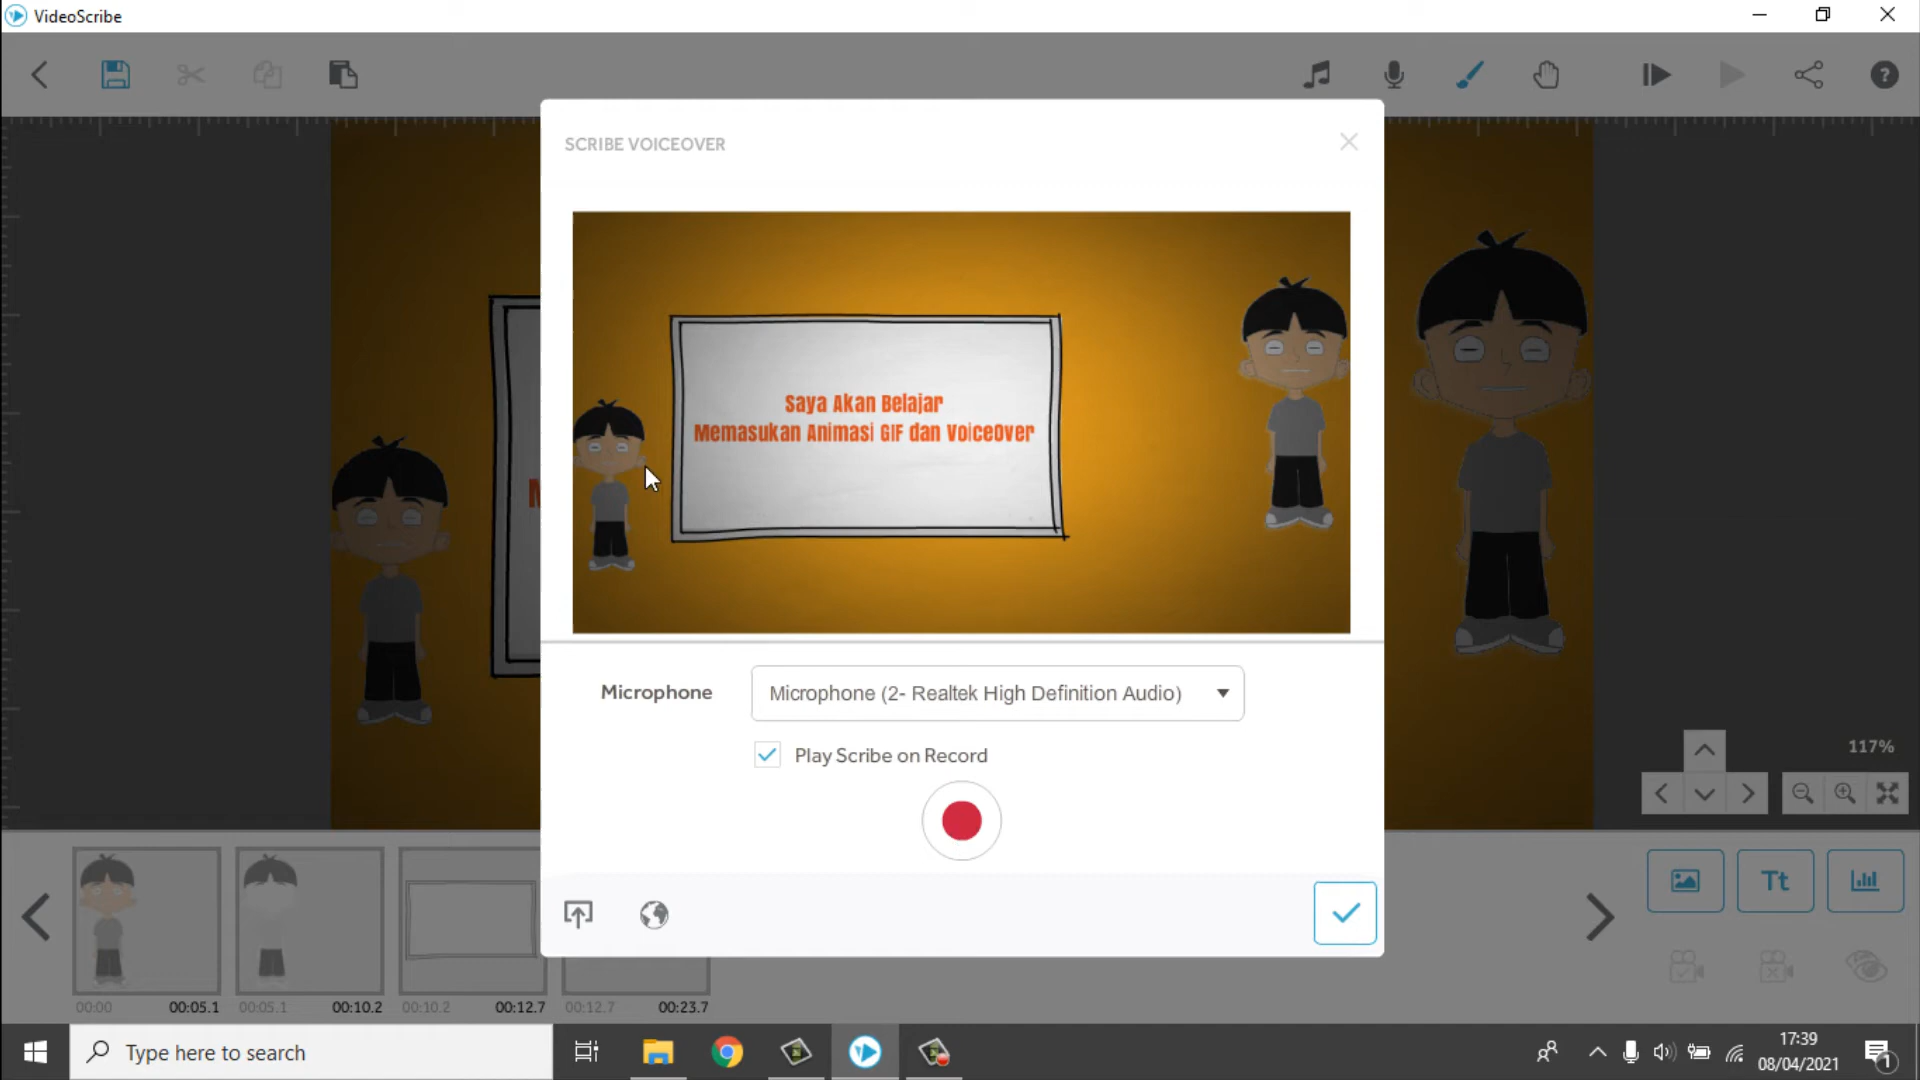 VideoScribe
SCRIBE VOICEOVER
Saya Akan Belajar
Memasukan Animasi GIF dan VoiceOver
Microphone
Microphone (2- Realtek High Definition Audio)
Play Scribe on Record
117%
Tt
00:00 00:05.1
00:05.1 00:10.2
00:10.2 00:12.7
00:12.7 00:23.7
Type here to search
17:39
08/04/2021
1